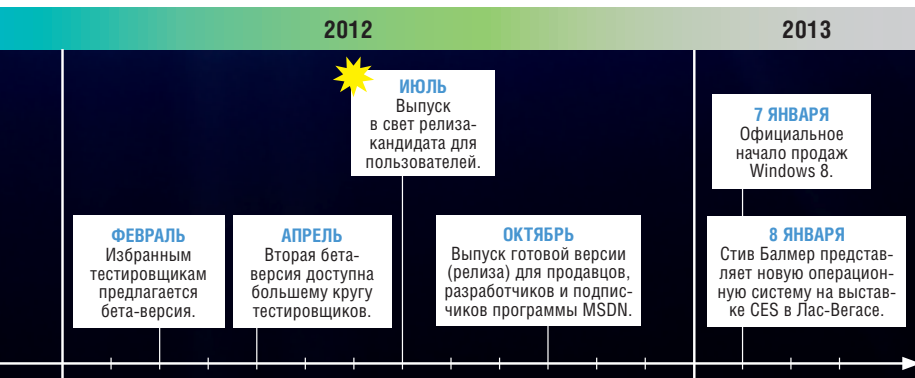 2012
2013
ИЮЛЬ
Выпуск
в свет релиза-
кандидата для
пользователей.
7 ЯНВАРЯ
Официальное
начало продаж
Windows 8.
ФЕВРАЛЬ
Избранным
тестировщикам
предлагается
бета-версия.
АПРЕЛЬ
Вторая бета-
версия доступна
большему кругу
тестировщиков.
ОКТЯБРЬ
Выпуск готовой версии
(релиза) для продавцов,
разработчиков и подпис-
чиков программы MSDN.
8 ЯНВАРЯ
Стив Балмер представ-
ляет новую операцион-
ную систему на выстав-
ке CES в Лас-Вегасе.